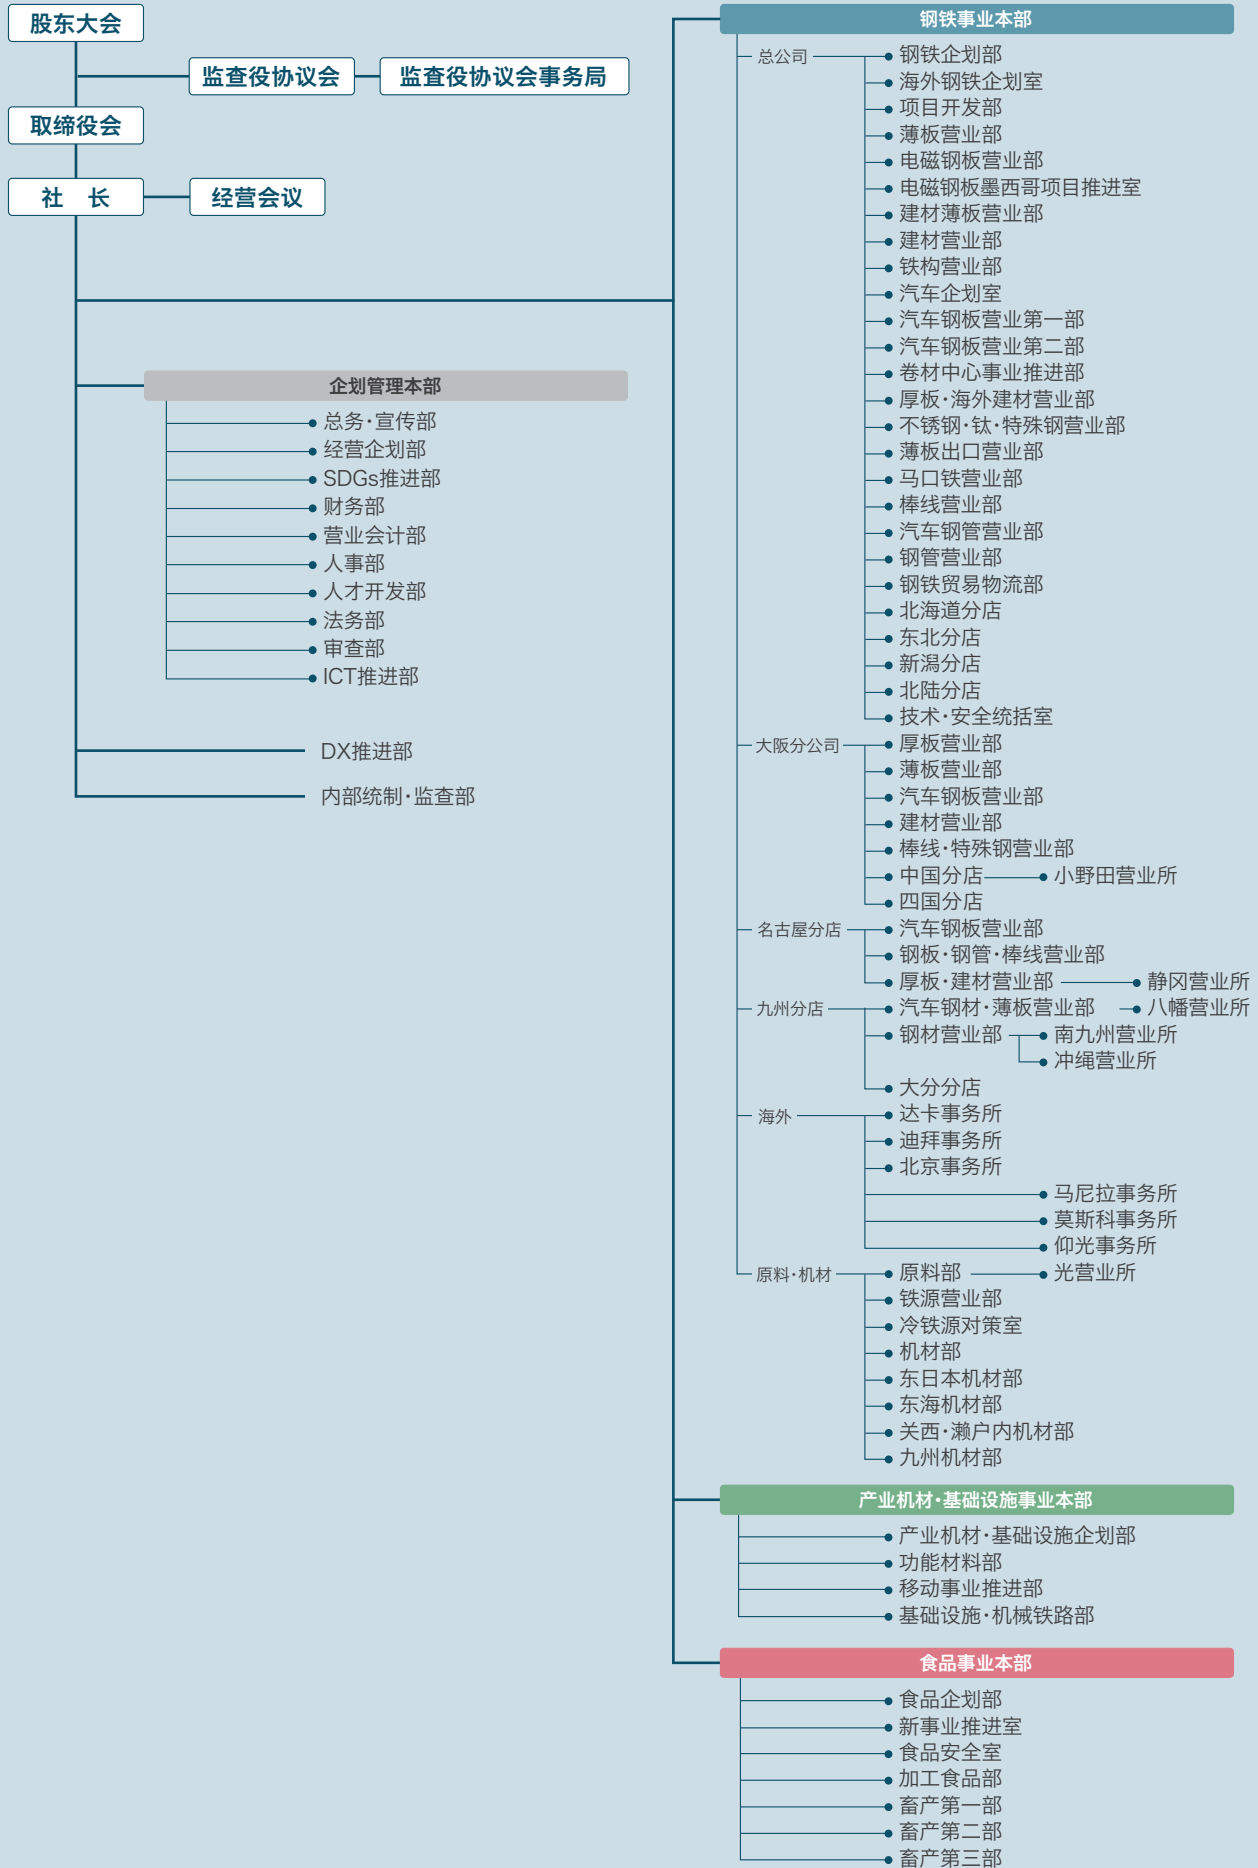 股东大会
监查役协议会
监查役协议会事务局
取缔役会
社　长
经营会议
企划管理本部
总务・宣传部
经营企划部
SDGs推进部
财务部
营业会计部
人事部
人才开发部
法务部
审查部
ICT推进部
DX推进部
内部统制・监查部
钢铁事业本部
总公司
钢铁企划部
海外钢铁企划室
项目开发部
薄板营业部
电磁钢板营业部
电磁钢板墨西哥项目推进室
建材薄板营业部
建材营业部
铁构营业部
汽车企划室
汽车钢板营业第一部
汽车钢板营业第二部
卷材中心事业推进部
厚板・海外建材营业部
不锈钢・钛・特殊钢营业部
薄板出口营业部
马口铁营业部
棒线营业部
汽车钢管营业部
钢管营业部
钢铁贸易物流部
北海道分店
东北分店
新潟分店
北陆分店
技术・安全统括室
大阪分公司
厚板营业部
薄板营业部
汽车钢板营业部
建材营业部
棒线・特殊钢营业部
中国分店
小野田营业所
四国分店
名古屋分店
汽车钢板营业部
钢板・钢管・棒线营业部
厚板・建材营业部
静冈营业所
九州分店
汽车钢材・薄板营业部
八幡营业所
钢材营业部
南九州营业所
冲绳营业所
大分分店
海外
达卡事务所
迪拜事务所
北京事务所
马尼拉事务所
莫斯科事务所
仰光事务所
原料・机材
原料部
光营业所
铁源营业部
冷铁源对策室
机材部
东日本机材部
东海机材部
关西・濑户内机材部
九州机材部
产业机材・基础设施事业本部
产业机材・基础设施企划部
功能材料部
移动事业推进部
基础设施・机械铁路部
食品事业本部
食品企划部
新事业推进室
食品安全室
加工食品部
畜产第一部
畜产第二部
畜产第三部